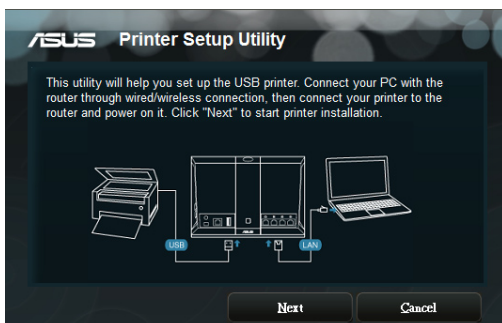 ASUS Printer Setup Utility
This utility will help you set up the USB printer. Connect your PC with the
router through wired/wireless connection, then connect your printer to the
router and power on it. Click "Next" to start printer installation.
USB
LAN
Next
Cancel